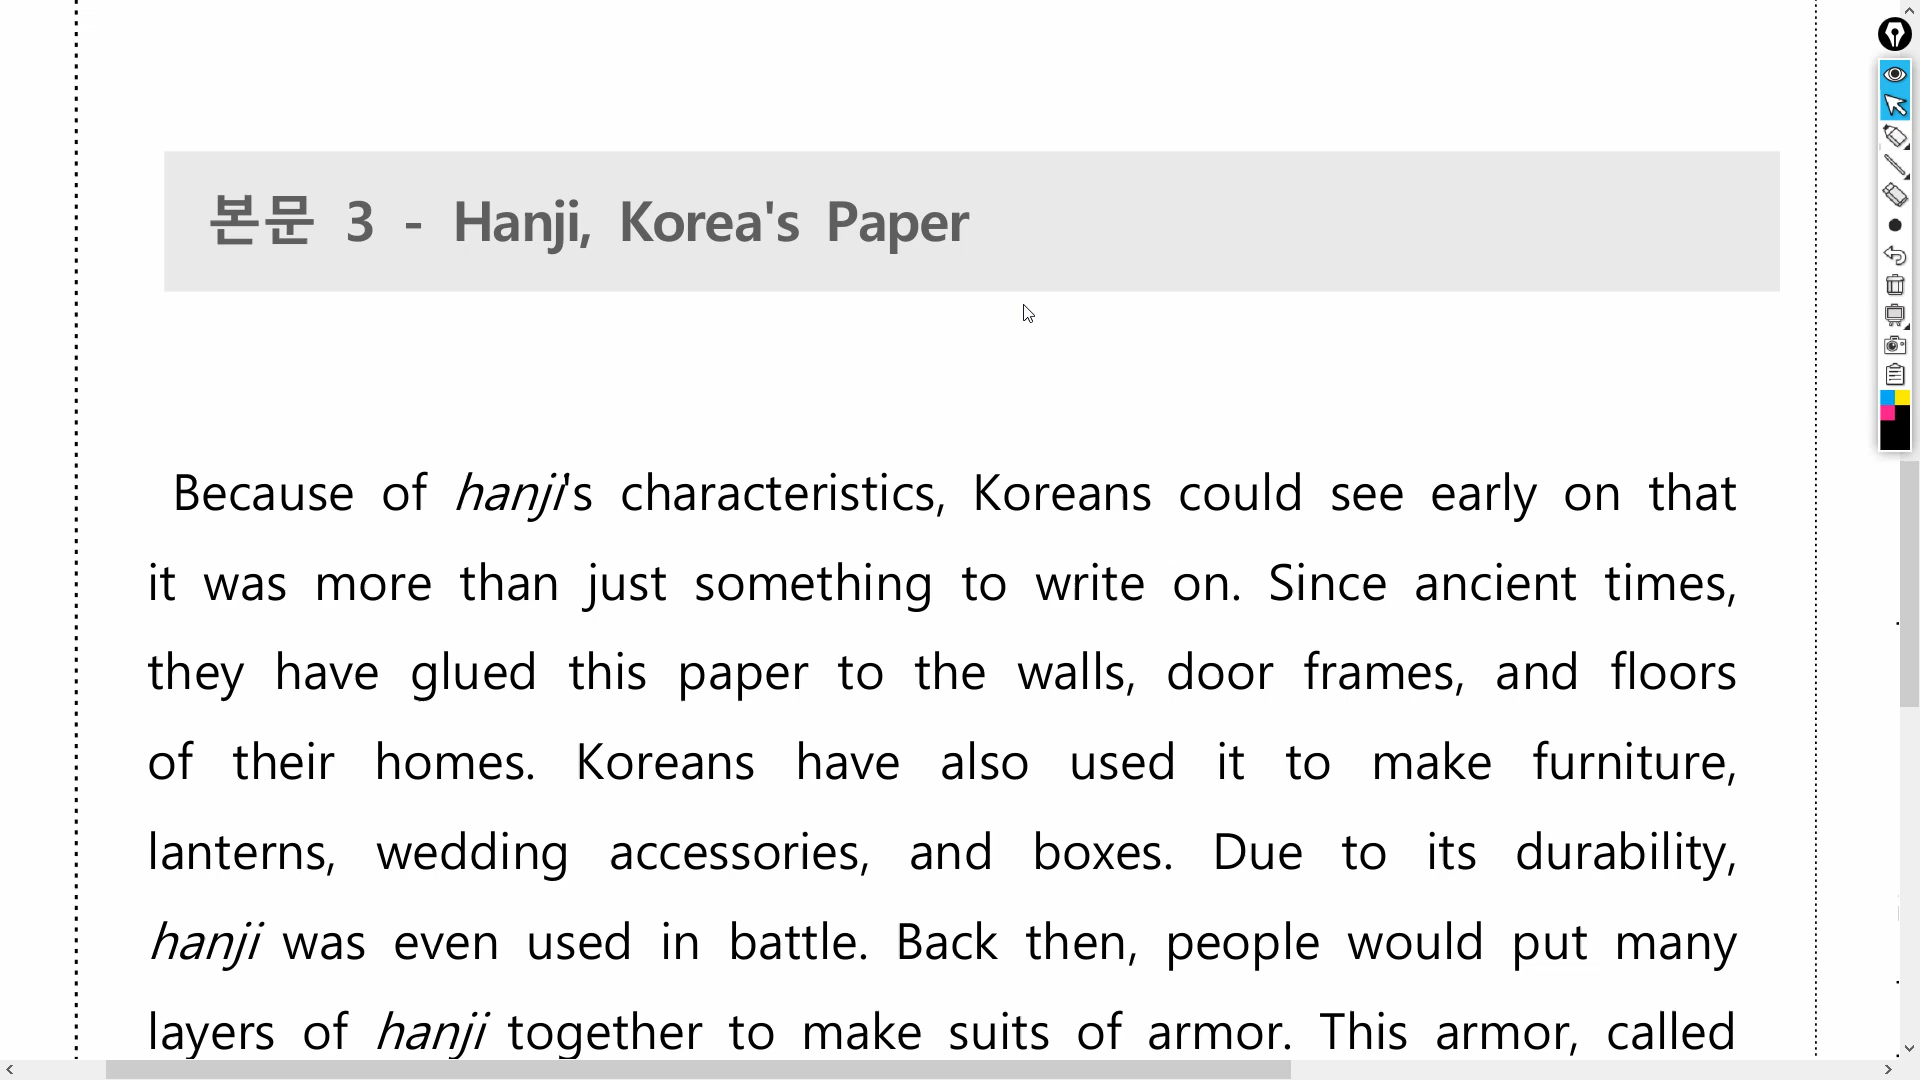 본문 3 - Hanji, Korea's Paper
Because of hanji's characteristics, Koreans could see early on that
it was more than just something to write on. Since ancient times,
they have glued this paper to the walls, door frames, and floors
of their homes. Koreans have also used it to make furniture,
lanterns, wedding accessories, and boxes. Due to its durability,
hanji was even used in battle. Back then, people would put many
layers of hanji together to make suits of armor. This armor, called